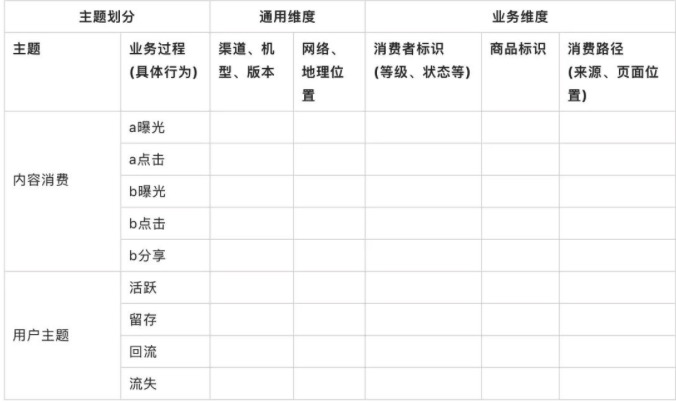 主题划分 通用维度 业务维度
主题 业务过程 渠道、机 网络、 消费者标识 商品标识 消费路径
(具体行为) 型、版本 地理位 (等级、状态等) (来源、页面位
置 置)
a曝光
a点击
内容消费 b曝光
b点击
b分享
活跃
留存
用户主题
回流
流失